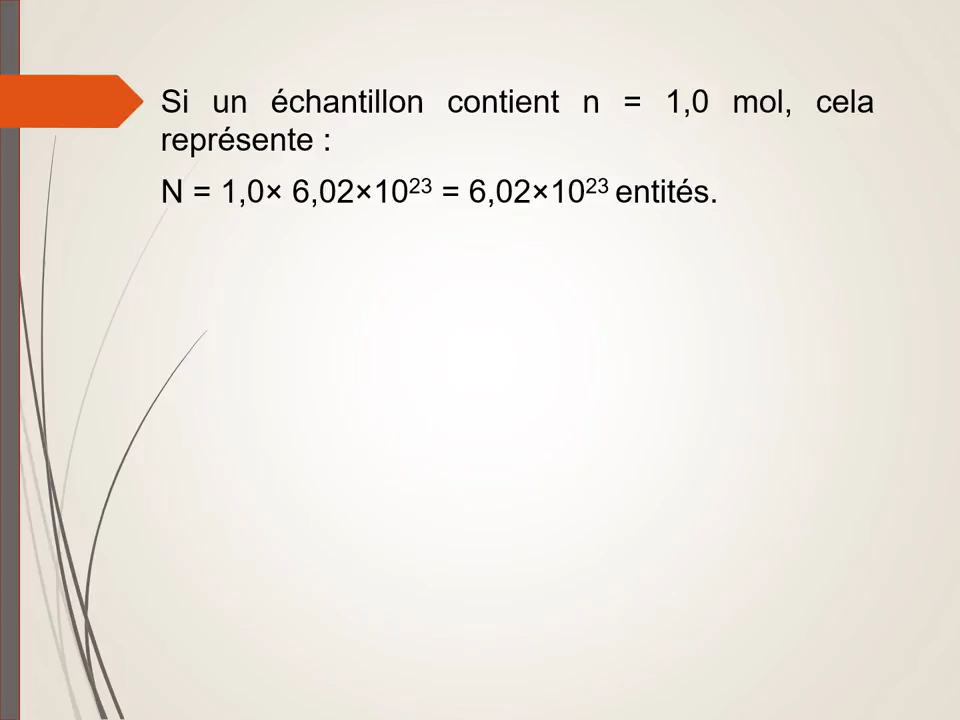 Si un échantillon contient n = 1,0 mol, cela
représente :
N = 1,0× 6,02×10²³ = 6,02×10²³ entités.